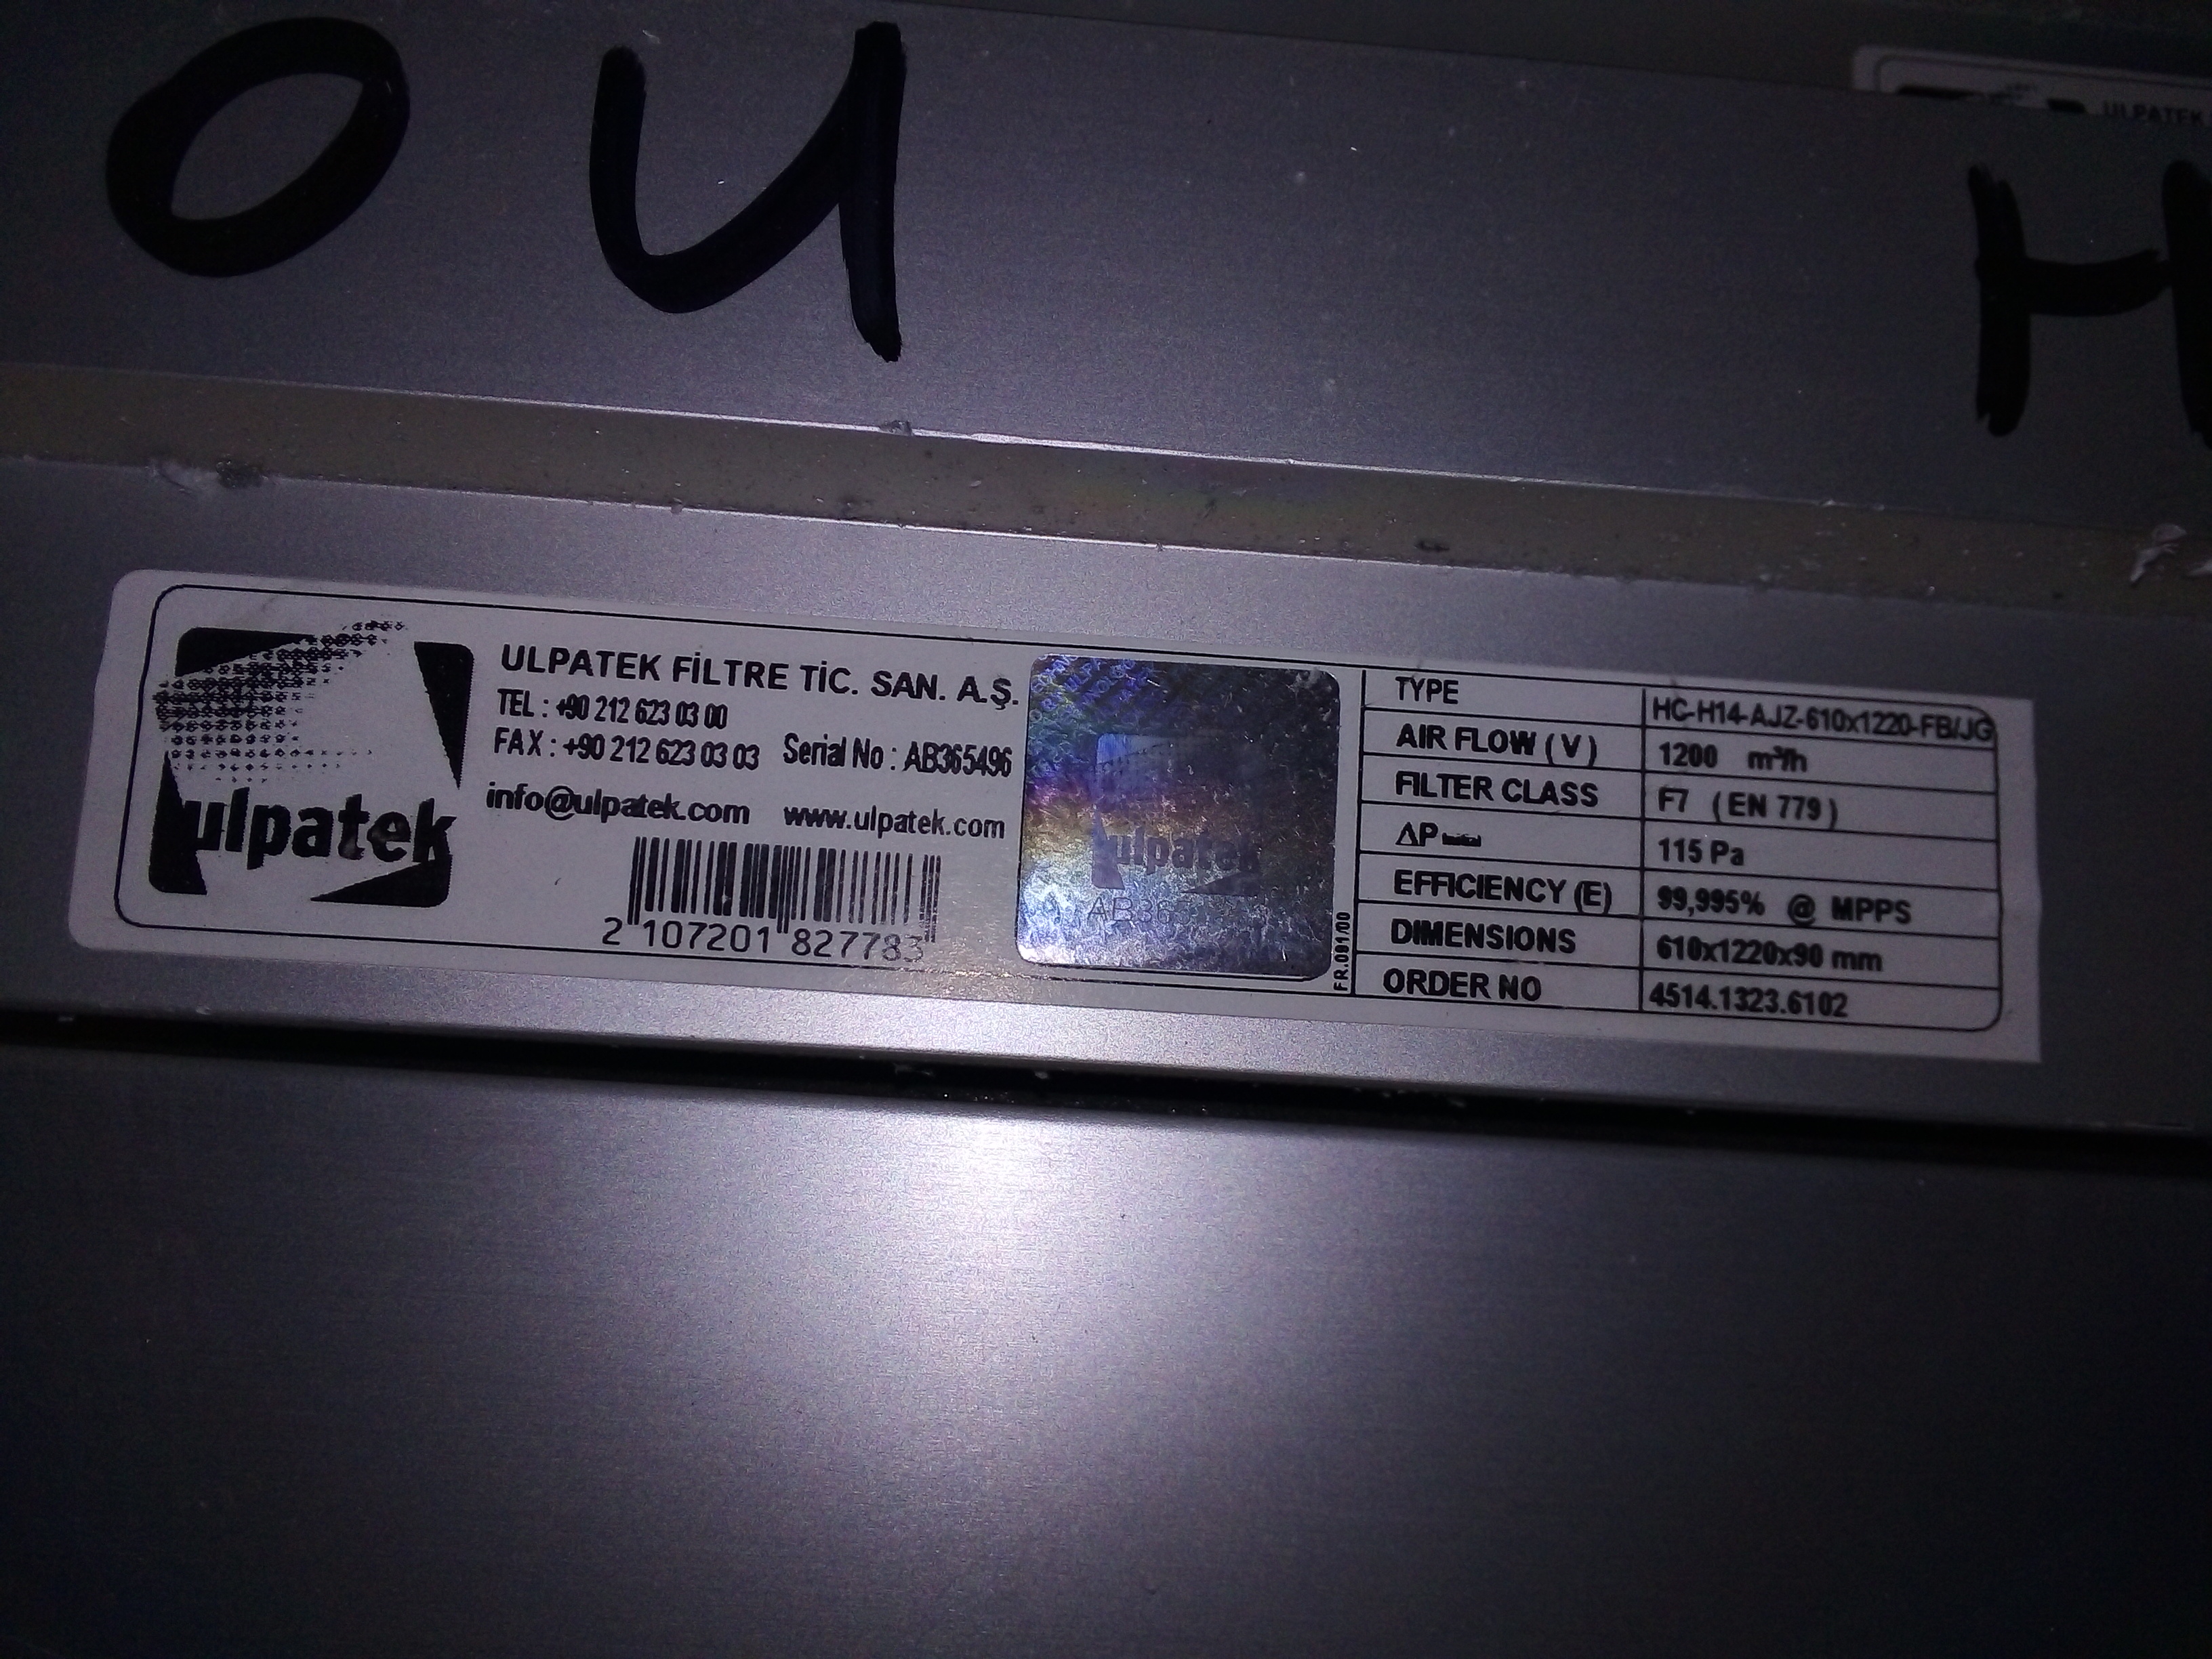 O U
H
ULPATEK
ulpatek
ULPATEK FİLTRE TİC. SAN. A.Ş.
TEL : +90 212 623 03 00
FAX : +90 212 623 03 03 Serial No : AB365496
info@ulpatek.com www.ulpatek.com
2 107201 827783
ulpatek
FR.001/00
TYPE HC-H14-AJZ-610x1220-FB/JG
AIR FLOW ( V ) 1200 m³/h
FILTER CLASS F7 ( EN 779 )
ΔP 115 Pa
EFFICIENCY (E) 99,995% @ MPPS
DIMENSIONS 610x1220x90 mm
ORDER NO 4514.1323.6102